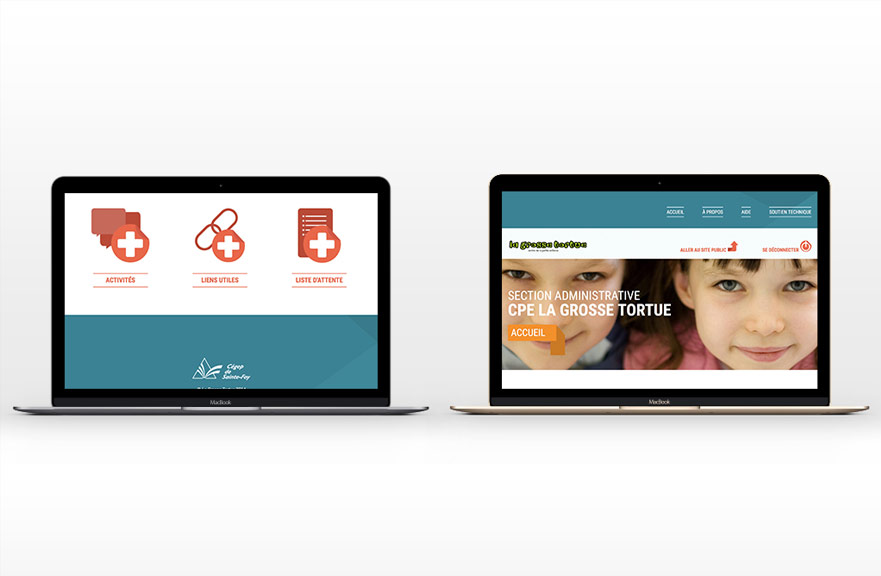 ACTIVITÉS
LIENS UTILES
LISTE D'ATTENTE
Cégep
de
Sainte-Foy
MacBook
ACCUEIL
À PROPOS
AIDE
SOUTIEN TECHNIQUE
la grosse tortue
ALLER AU SITE PUBLIC
SE DÉCONNECTER
SECTION ADMINISTRATIVE
CPE LA GROSSE TORTUE
ACCUEIL
MacBook